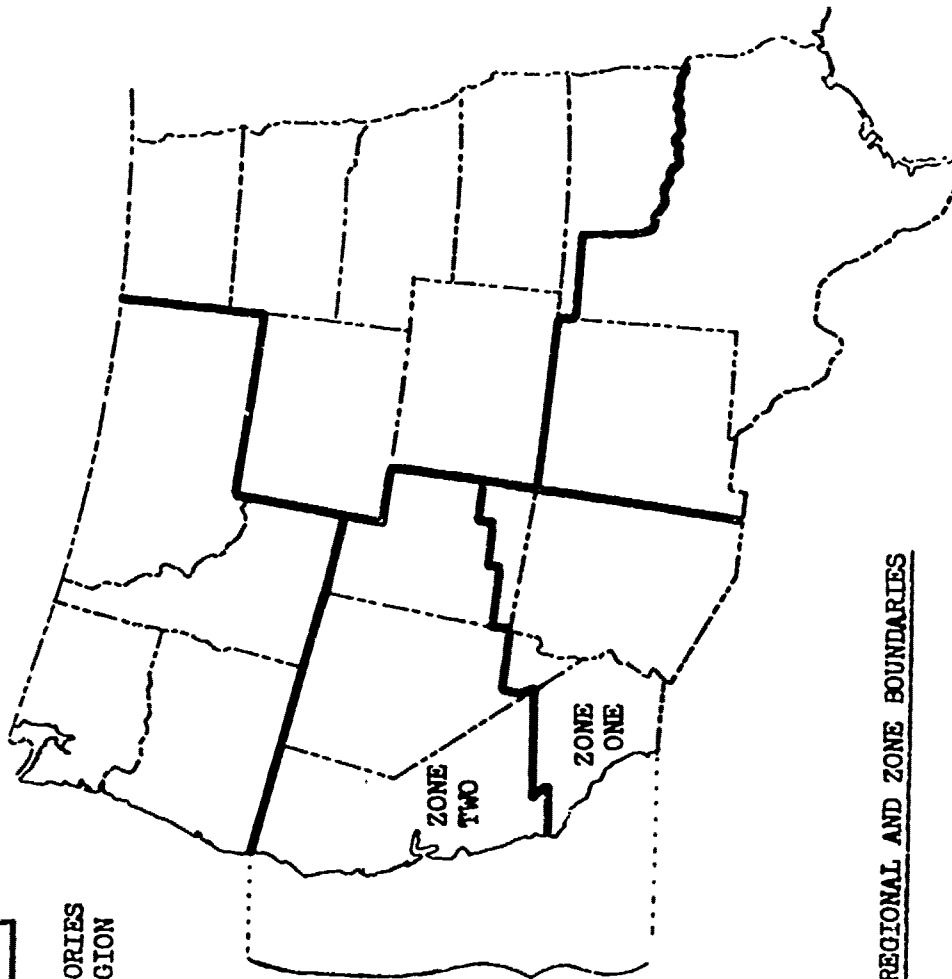 ORIES
GION
ZONE
TWO
ZONE
ONE
REGIONAL AND ZONE BOUNDARIES